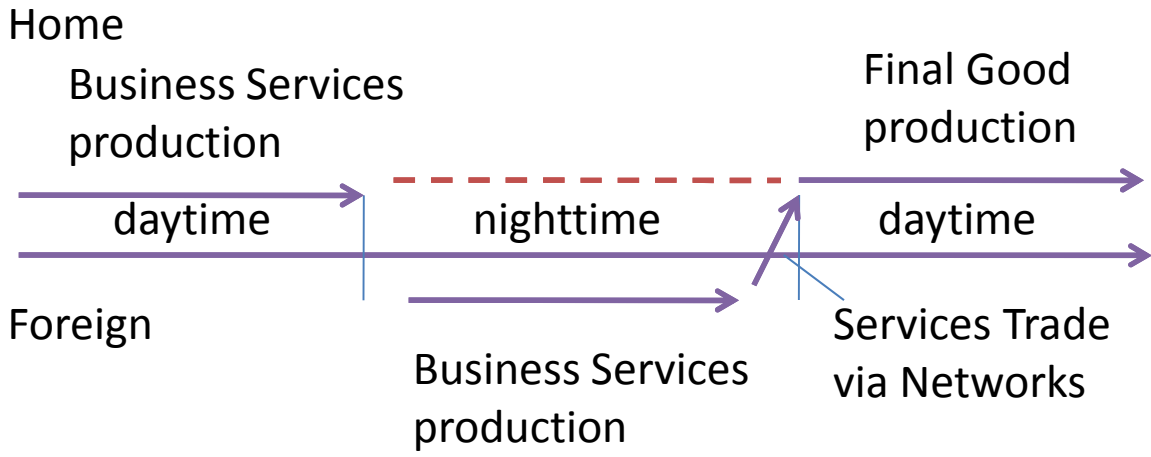 Home
Business Services
production
Final Good
production
daytime
nighttime
daytime
Foreign
Business Services
production
Services Trade
via Networks